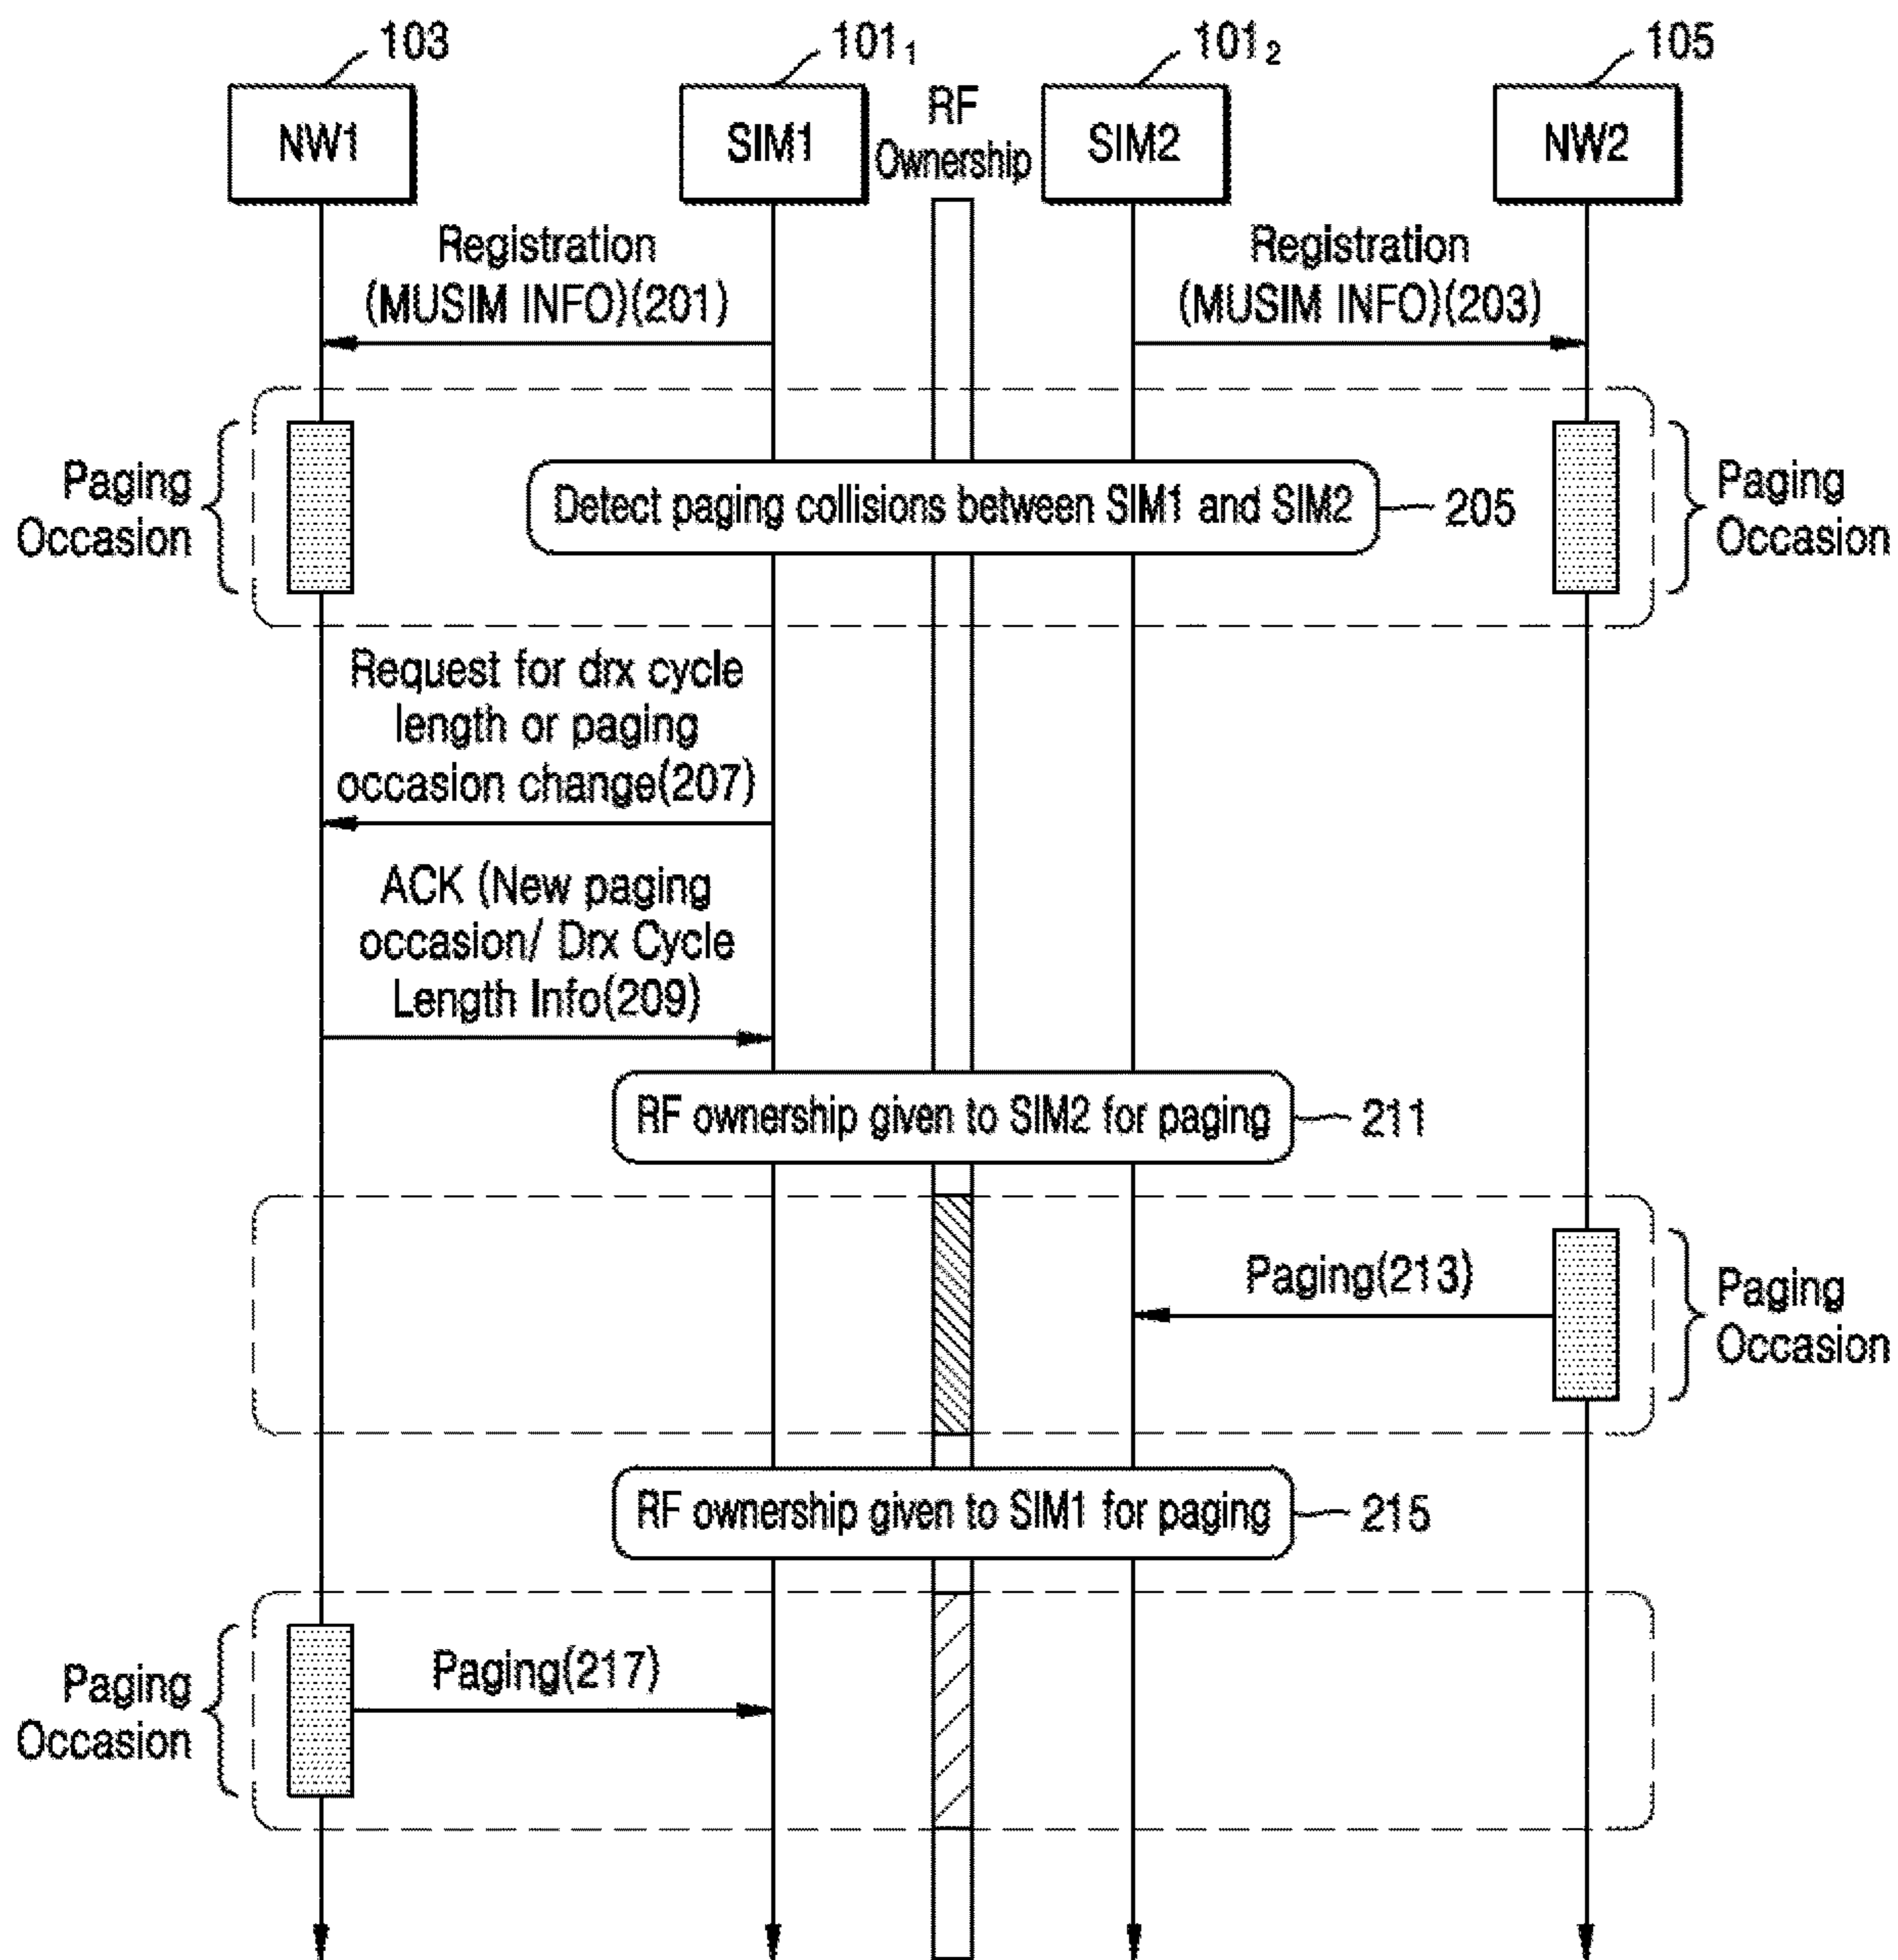 103
101₁
101₂
105
NW1
SIM1
RF
Ownership
SIM2
NW2
Registration
(MUSIM INFO)(201)
Registration
(MUSIM INFO)(203)
Paging
Occasion
Detect paging collisions between SIM1 and SIM2
205
Paging
Occasion
Request for drx cycle
length or paging
occasion change(207)
ACK (New paging
occasion/ Drx Cycle
Length Info(209)
RF ownership given to SIM2 for paging
211
Paging(213)
Paging
Occasion
RF ownership given to SIM1 for paging
215
Paging
Occasion
Paging(217)